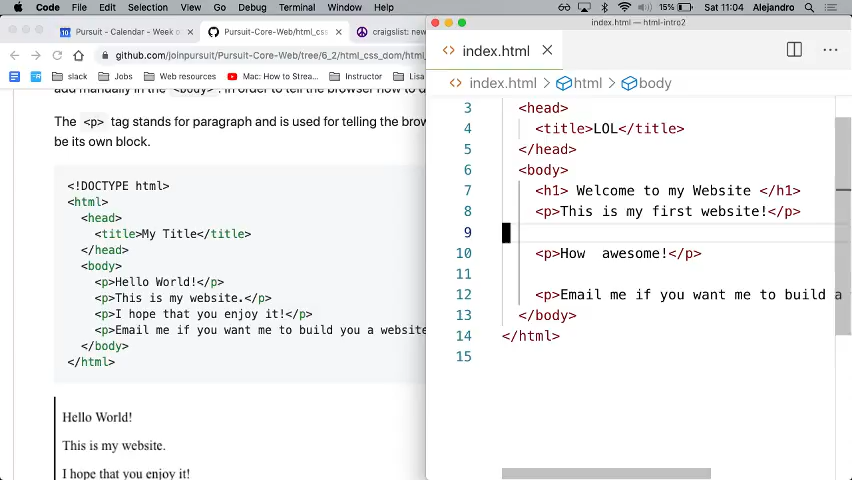 Code File Edit Selection View Go Debug Terminal Window Help 15% Sat 11:04 Alejandro
Pursuit - Calendar - Week o
Pursuit-Core-Web/html_css
craigslist: new
github.com/joinpursuit/Pursuit-Core-Web/tree/6_2/html_css_dom/html_
slack Jobs Web resources Mac: How to Stream... Recruiter Lisa
add manually in the <body>. In order to tell the browser how to d
The <p> tag stands for paragraph and is used for telling the brow
be its own block.
<!DOCTYPE html>
<html>
<head>
<title>My Title</title>
</head>
<body>
<p>Hello World!</p>
<p>This is my website.</p>
<p>I hope that you enjoy it!</p>
<p>Email me if you want me to build you a website
</body>
</html>
Hello World!
This is my website.
I hope that you enjoy it!
index.html — html-intro2
index.html
index.html > html > body
3 <head>
4 <title>LOL</title>
5 </head>
6 <body>
7 <h1> Welcome to my Website </h1>
8 <p>This is my first website!</p>
9
10 <p>How  awesome!</p>
11
12 <p>Email me if you want me to build a
13 </body>
14 </html>
15